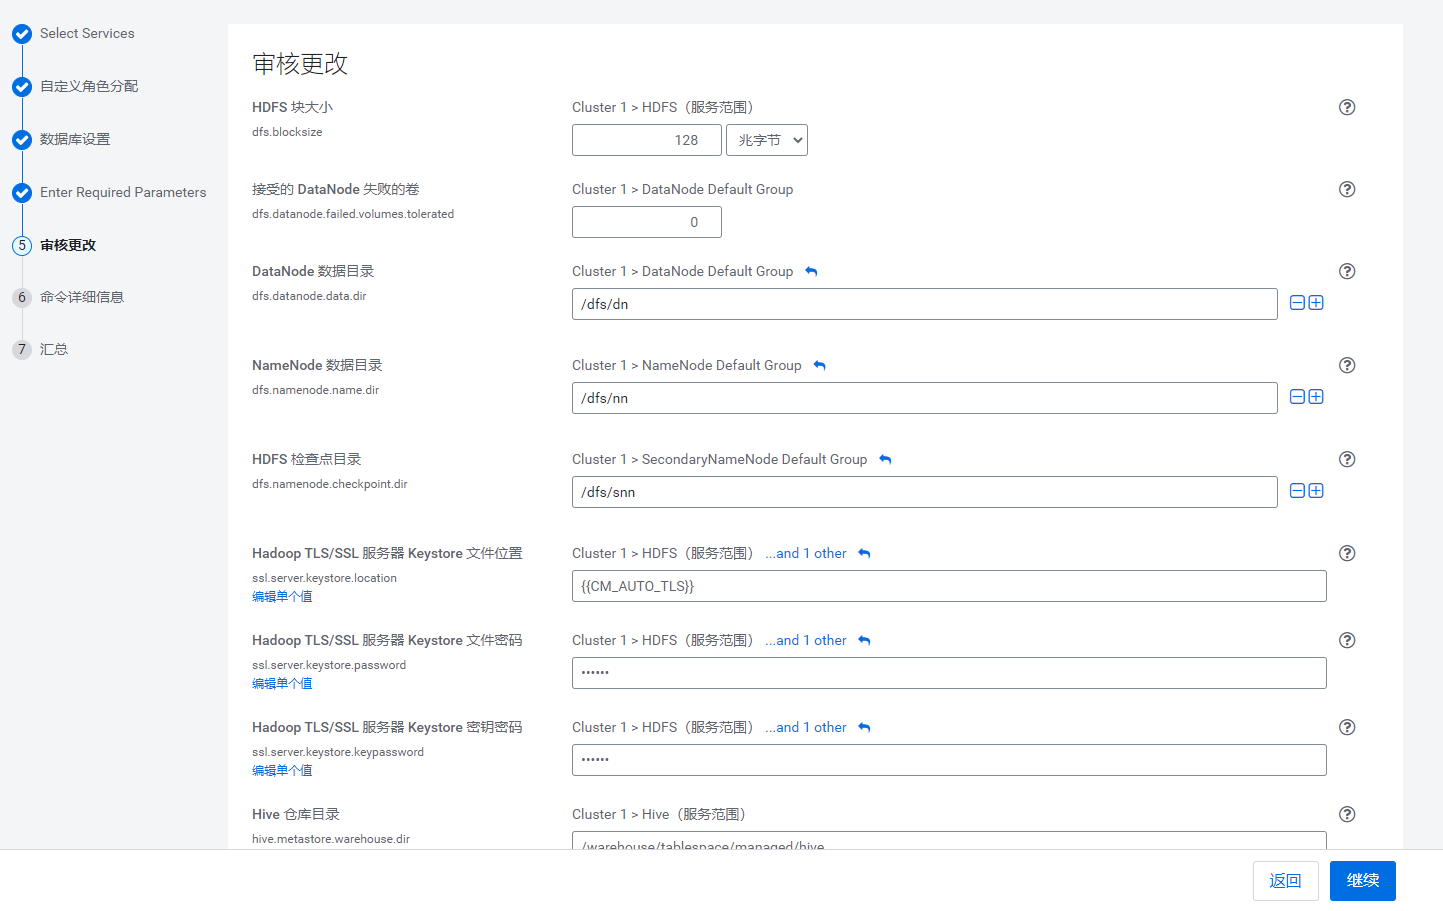 Select Services
自定义角色分配
数据库设置
Enter Required Parameters
5 审核更改
6 命令详细信息
7 汇总
审核更改
HDFS 块大小
dfs.blocksize
Cluster 1 > HDFS（服务范围）
128 兆字节
接受的 DataNode 失败的卷
dfs.datanode.failed.volumes.tolerated
Cluster 1 > DataNode Default Group
0
DataNode 数据目录
dfs.datanode.data.dir
Cluster 1 > DataNode Default Group
/dfs/dn
NameNode 数据目录
dfs.namenode.name.dir
Cluster 1 > NameNode Default Group
/dfs/nn
HDFS 检查点目录
dfs.namenode.checkpoint.dir
Cluster 1 > SecondaryNameNode Default Group
/dfs/snn
Hadoop TLS/SSL 服务器 Keystore 文件位置
ssl.server.keystore.location
编辑单个值
Cluster 1 > HDFS（服务范围） ...and 1 other
{{CM_AUTO_TLS}}
Hadoop TLS/SSL 服务器 Keystore 文件密码
ssl.server.keystore.password
编辑单个值
Cluster 1 > HDFS（服务范围） ...and 1 other
••••••
Hadoop TLS/SSL 服务器 Keystore 密钥密码
ssl.server.keystore.keypassword
编辑单个值
Cluster 1 > HDFS（服务范围） ...and 1 other
••••••
Hive 仓库目录
hive.metastore.warehouse.dir
Cluster 1 > Hive（服务范围）
/warehouse/tablespace/managed/hive
返回 继续